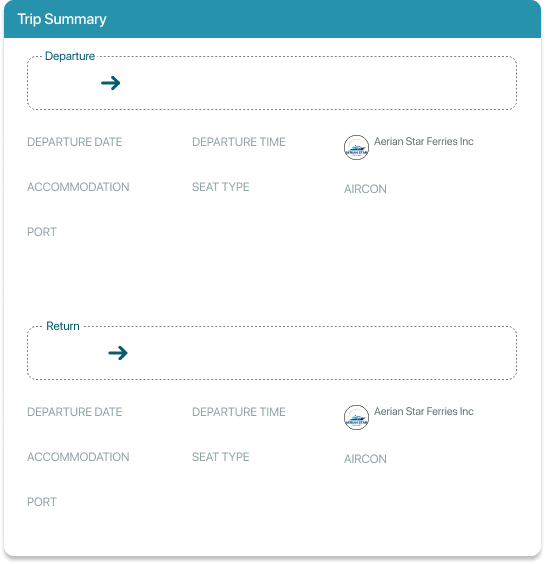 Trip Summary
Departure
DEPARTURE DATE DEPARTURE TIME Aerian Star Ferries Inc
ACCOMMODATION SEAT TYPE AIRCON
PORT
Return
DEPARTURE DATE DEPARTURE TIME Aerian Star Ferries Inc
ACCOMMODATION SEAT TYPE AIRCON
PORT